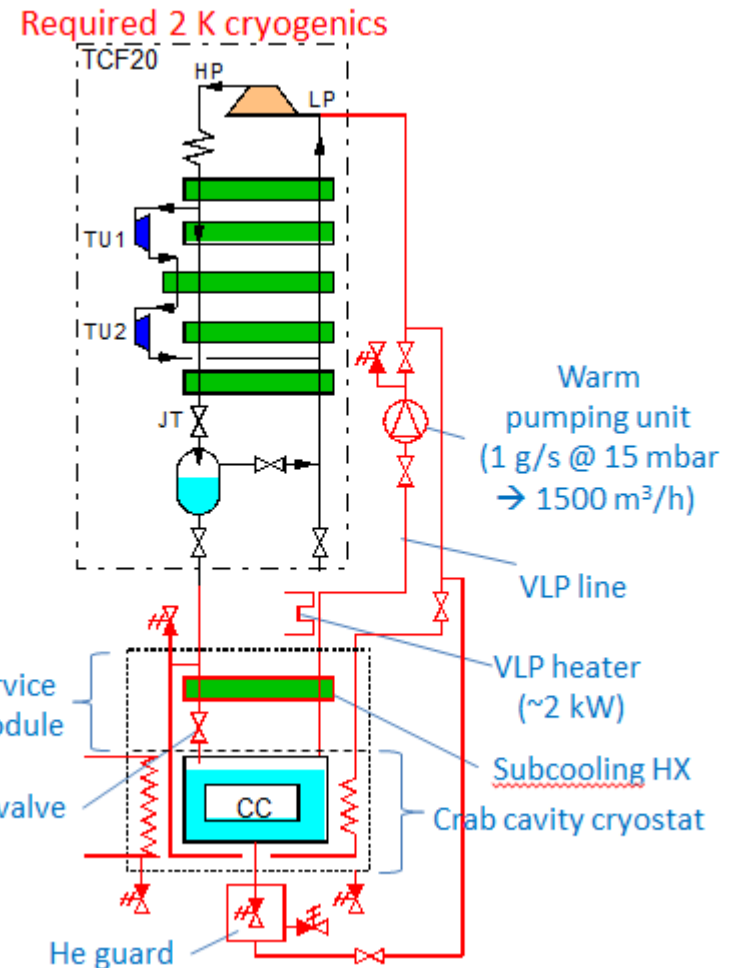 Required 2 K cryogenics
TCF20
HP
LP
TU1
TU2
JT
Warm
pumping unit
(1 g/s @ 15 mbar
→ 1500 m³/h)
VLP line
VLP heater
(~2 kW)
rvice
odule
Subcooling HX
valve
CC
Crab cavity cryostat
He guard